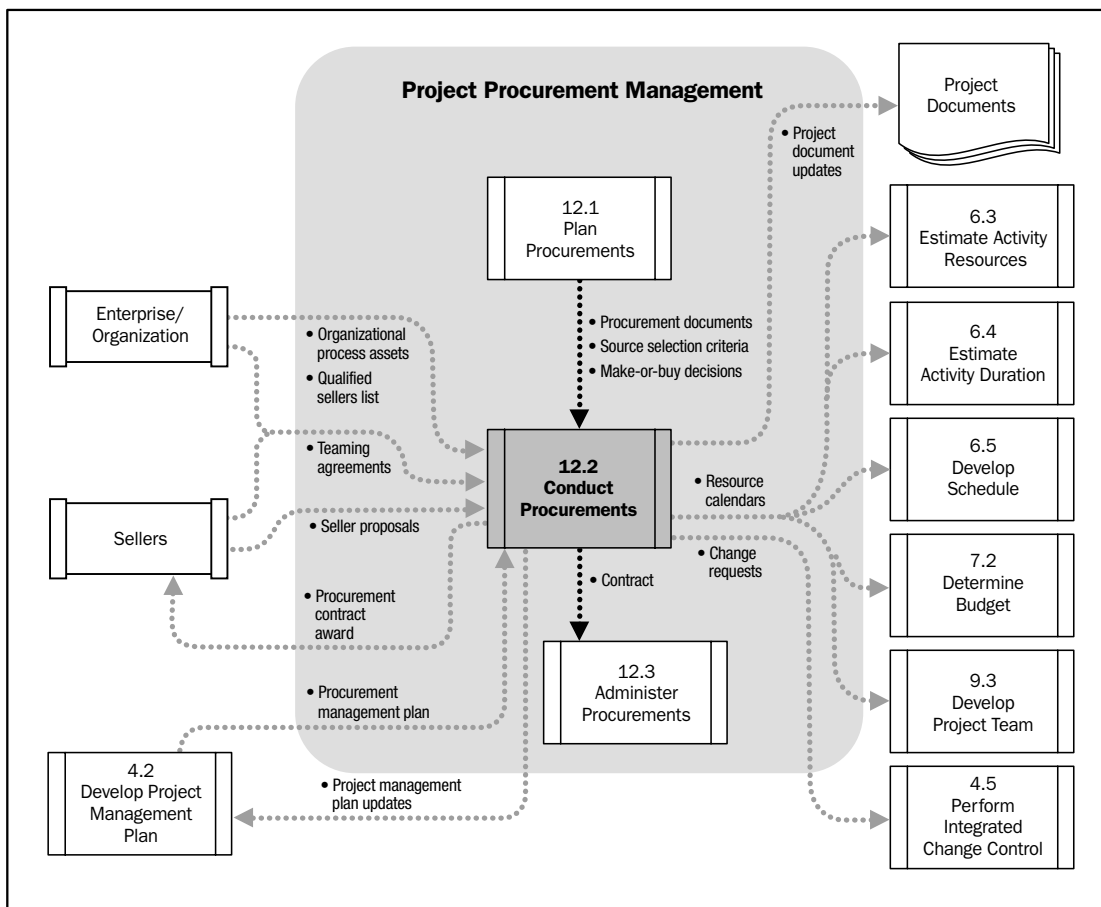 Project Procurement Management
Project
Documents
• Project
document
updates
12.1
Plan
Procurements
6.3
Estimate Activity
Resources
Enterprise/
Organization
• Organizational
process assets
• Qualified
sellers list
• Procurement documents
• Source selection criteria
• Make-or-buy decisions
6.4
Estimate
Activity Duration
• Teaming
agreements
12.2
Conduct
Procurements
• Resource
calendars
6.5
Develop
Schedule
Sellers
• Seller proposals
• Change
requests
• Procurement
contract
award
• Contract
7.2
Determine
Budget
12.3
Administer
Procurements
• Procurement
management plan
9.3
Develop
Project Team
4.2
Develop Project
Management
Plan
• Project management
plan updates
4.5
Perform
Integrated
Change Control